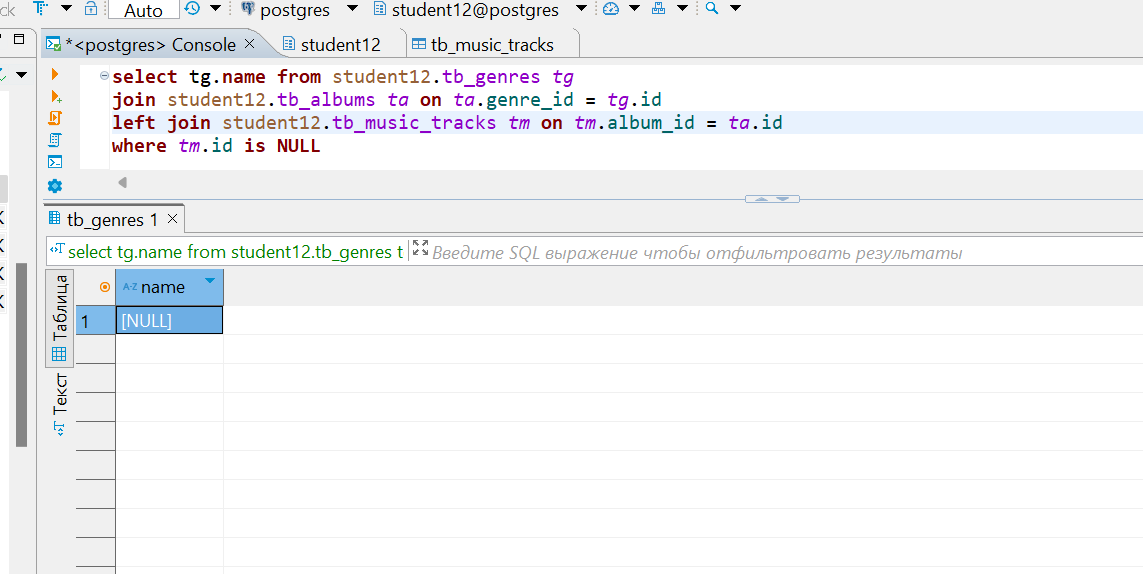 ck Auto postgres student12@postgres
*<postgres> Console student12 tb_music_tracks
select tg.name from student12.tb_genres tg
join student12.tb_albums ta on ta.genre_id = tg.id
left join student12.tb_music_tracks tm on tm.album_id = ta.id
where tm.id is NULL
tb_genres 1
select tg.name from student12.tb_genres t Введите SQL выражение чтобы отфильтровать результаты
Таблица
A-Z name
1 [NULL]
Текст